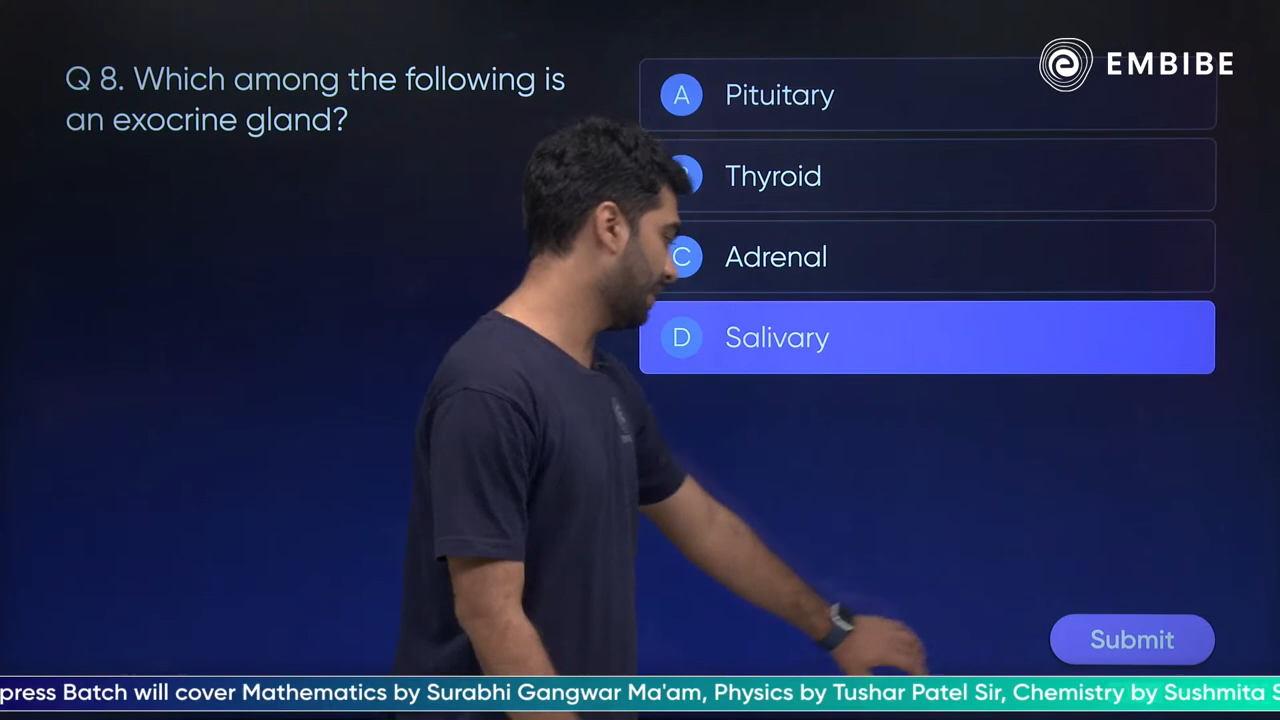 EMBIBE
Q 8. Which among the following is
an exocrine gland?
A Pituitary
Thyroid
C Adrenal
D Salivary
Submit
press Batch will cover Mathematics by Surabhi Gangwar Ma'am, Physics by Tushar Patel Sir, Chemistry by Sushmita S